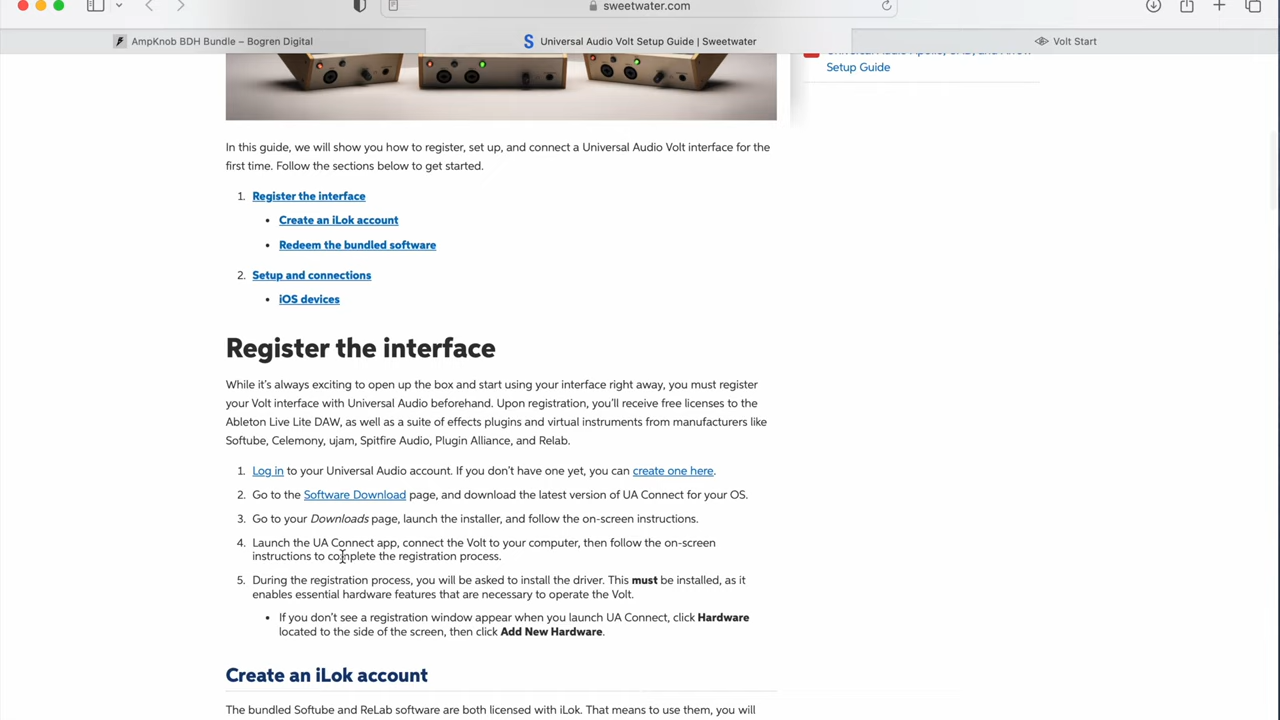 sweetwater.com
AmpKnob BDH Bundle – Bogren Digital
S Universal Audio Volt Setup Guide | Sweetwater
Volt Start
Setup Guide
In this guide, we will show you how to register, set up, and connect a Universal Audio Volt interface for the
first time. Follow the sections below to get started.
1. Register the interface
• Create an iLok account
• Redeem the bundled software
2. Setup and connections
• iOS devices
Register the interface
While it's always exciting to open up the box and start using your interface right away, you must register
your Volt interface with Universal Audio beforehand. Upon registration, you'll receive free licenses to the
Ableton Live Lite DAW, as well as a suite of effects plugins and virtual instruments from manufacturers like
Softube, Celemony, ujam, Spitfire Audio, Plugin Alliance, and Relab.
1. Log in to your Universal Audio account. If you don't have one yet, you can create one here.
2. Go to the Software Download page, and download the latest version of UA Connect for your OS.
3. Go to your Downloads page, launch the installer, and follow the on-screen instructions.
4. Launch the UA Connect app, connect the Volt to your computer, then follow the on-screen
instructions to complete the registration process.
5. During the registration process, you will be asked to install the driver. This must be installed, as it
enables essential hardware features that are necessary to operate the Volt.
• If you don't see a registration window appear when you launch UA Connect, click Hardware
located to the side of the screen, then click Add New Hardware.
Create an iLok account
The bundled Softube and ReLab software are both licensed with iLok. That means to use them, you will